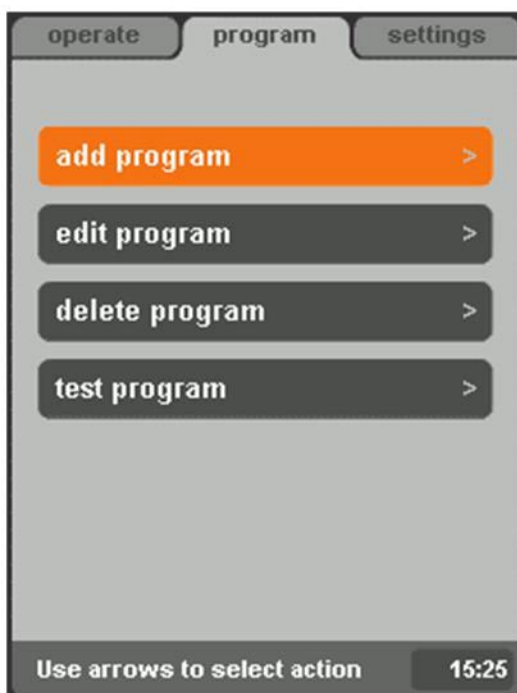 operate program settings
add program >
edit program >
delete program >
test program >
Use arrows to select action 15:25